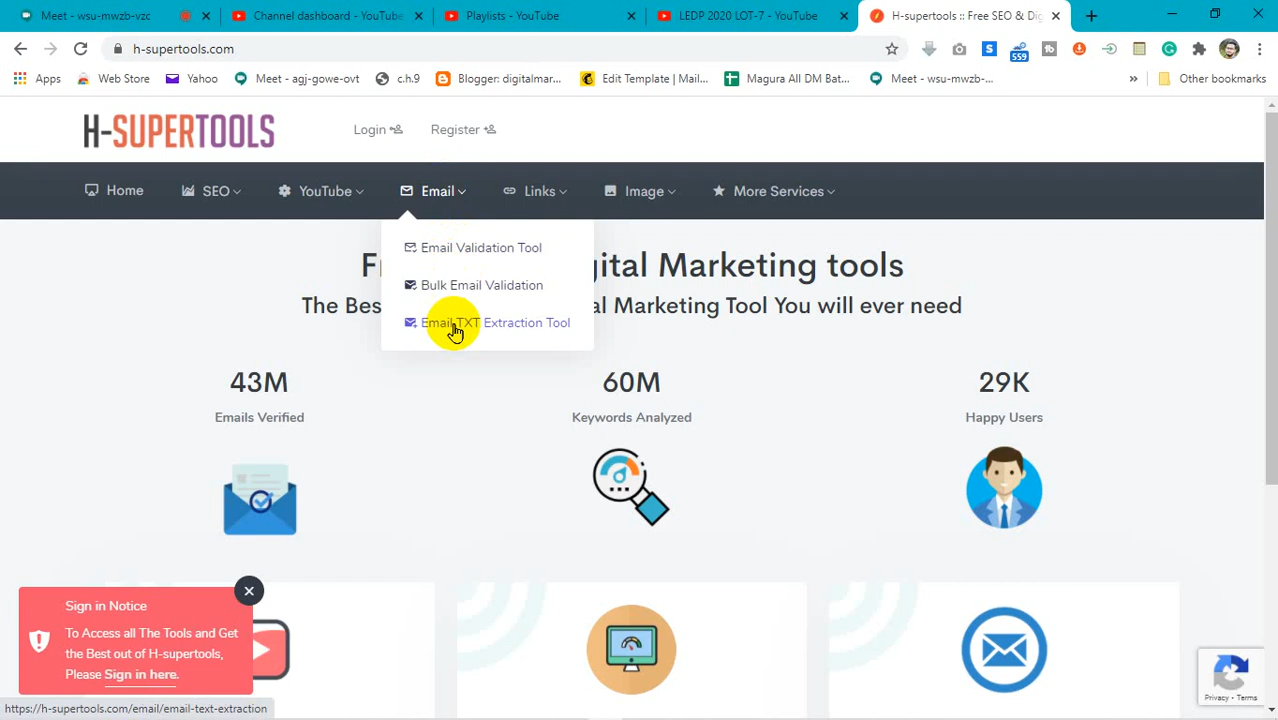 Meet - wsu-mwzb-vzc
Channel dashboard - YouTube
Playlists - YouTube
LEDP 2020 LOT-7 - YouTube
H-supertools :: Free SEO & Dig
h-supertools.com
559
Apps
Web Store
Yahoo
Meet - agj-gowe-ovt
c.h.9
Blogger: digitalmar...
Edit Template | Mail...
Magura All DM Bat...
Meet - wsu-mwzb-...
Other bookmarks
H-SUPERTOOLS
Login
Register
Home
SEO
YouTube
Email
Links
Image
More Services
Email Validation Tool
Bulk Email Validation
Email TXT Extraction Tool
F
gital Marketing tools
The Best
al Marketing Tool You will ever need
43M
60M
29K
Emails Verified
Keywords Analyzed
Happy Users
Sign in Notice
To Access all The Tools and Get
the Best out of H-supertools,
Please Sign in here.
Privacy - Terms
https://h-supertools.com/email/email-text-extraction